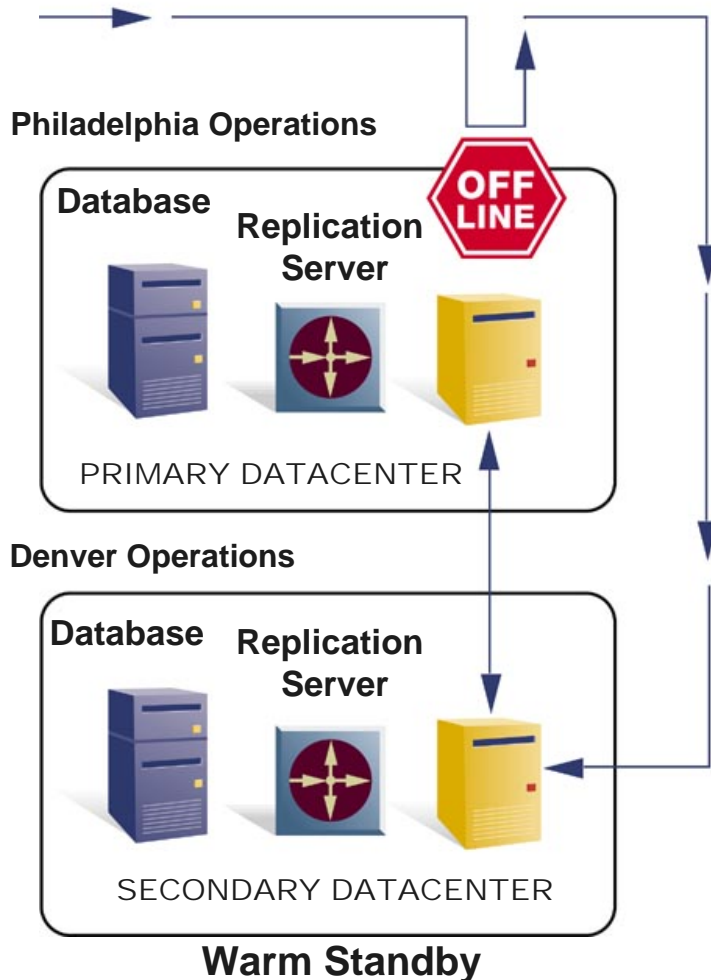 Philadelphia Operations
OFF
LINE
Database
Replication
Server
PRIMARY DATACENTER
Denver Operations
Database
Replication
Server
SECONDARY DATACENTER
Warm Standby